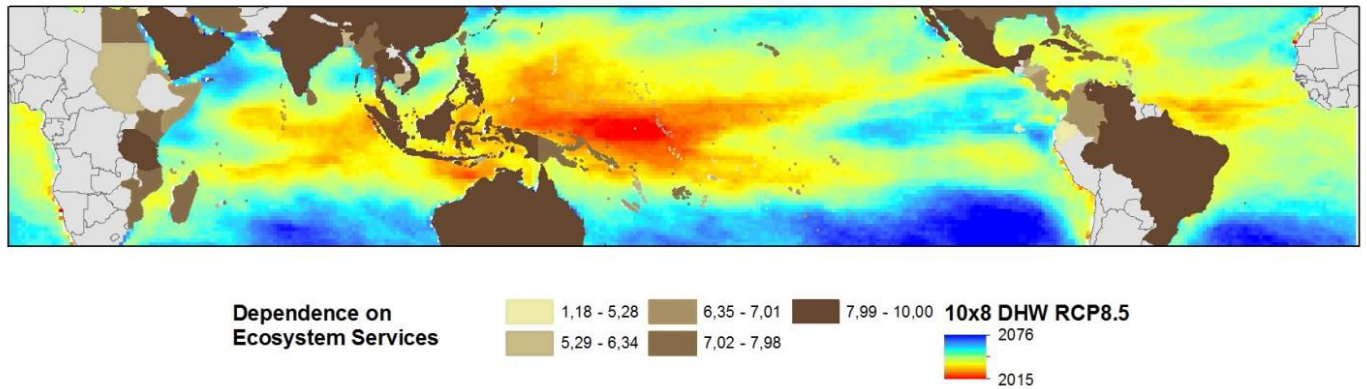 Dependence on
Ecosystem Services
1,18 - 5,28
5,29 - 6,34
6,35 - 7,01
7,02 - 7,98
7,99 - 10,00
10x8 DHW RCP8.5
2076
2015